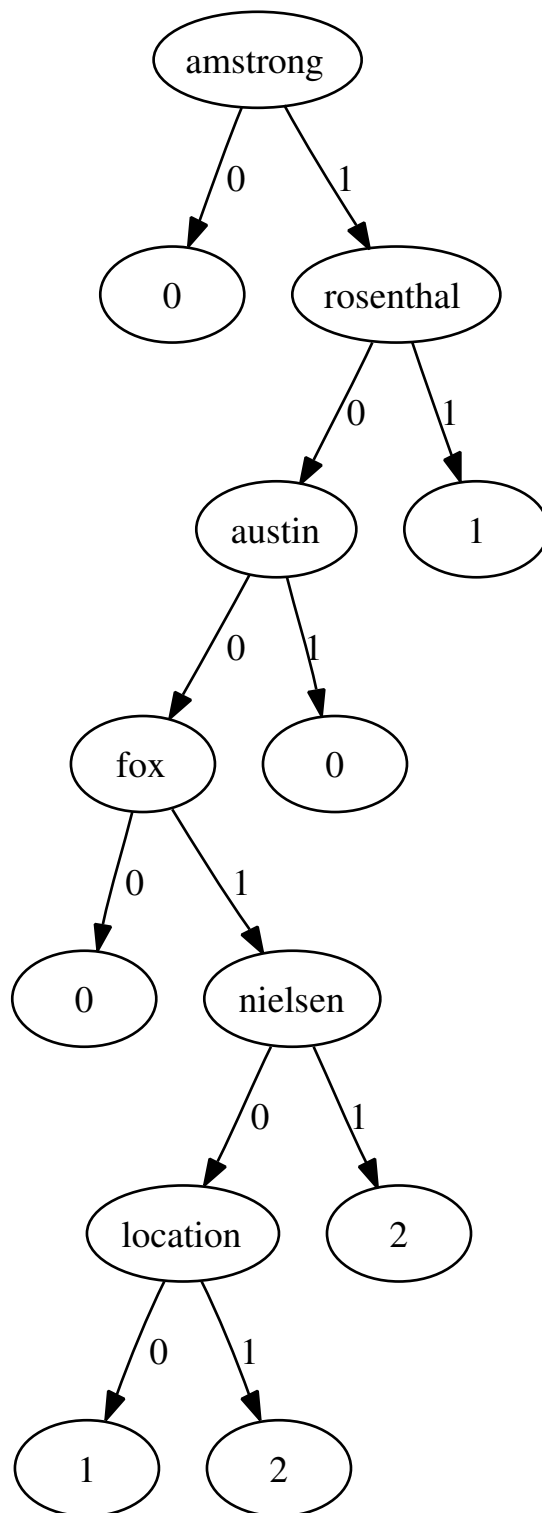 amstrong
0 1
0 rosenthal
0 1
austin 1
0 1
fox 0
0 1
0 nielsen
0 1
location 2
0 1
1 2